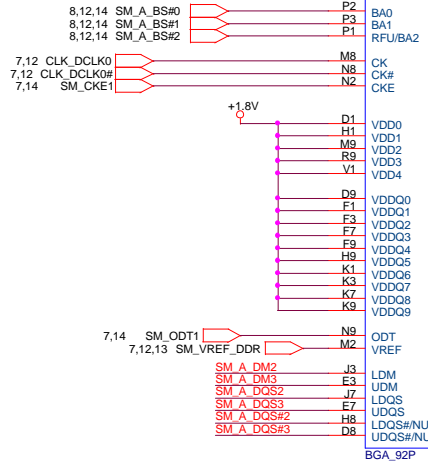 8,12,14 SM_A_BS#0 P2 BA0
8,12,14 SM_A_BS#1 P3 BA1
8,12,14 SM_A_BS#2 P1 RFU/BA2
7,12 CLK_DCLK0 M8 CK
7,12 CLK_DCLK0# N8 CK#
7,14 SM_CKE1 N2 CKE
+1.8V
D1 VDD0
H1 VDD1
M9 VDD2
R9 VDD3
V1 VDD4
D9 VDDQ0
F1 VDDQ1
F3 VDDQ2
F7 VDDQ3
F9 VDDQ4
H9 VDDQ5
K1 VDDQ6
K3 VDDQ7
K7 VDDQ8
K9 VDDQ9
7,14 SM_ODT1 N9 ODT
7,12,13 SM_VREF_DDR M2 VREF
SM_A_DM2 J3 LDM
SM_A_DM3 E3 UDM
SM_A_DQS2 J7 LDQS
SM_A_DQS3 E7 UDQS
SM_A_DQS#2 H8 LDQS#/NU
SM_A_DQS#3 D8 UDQS#/NU
BGA_92P